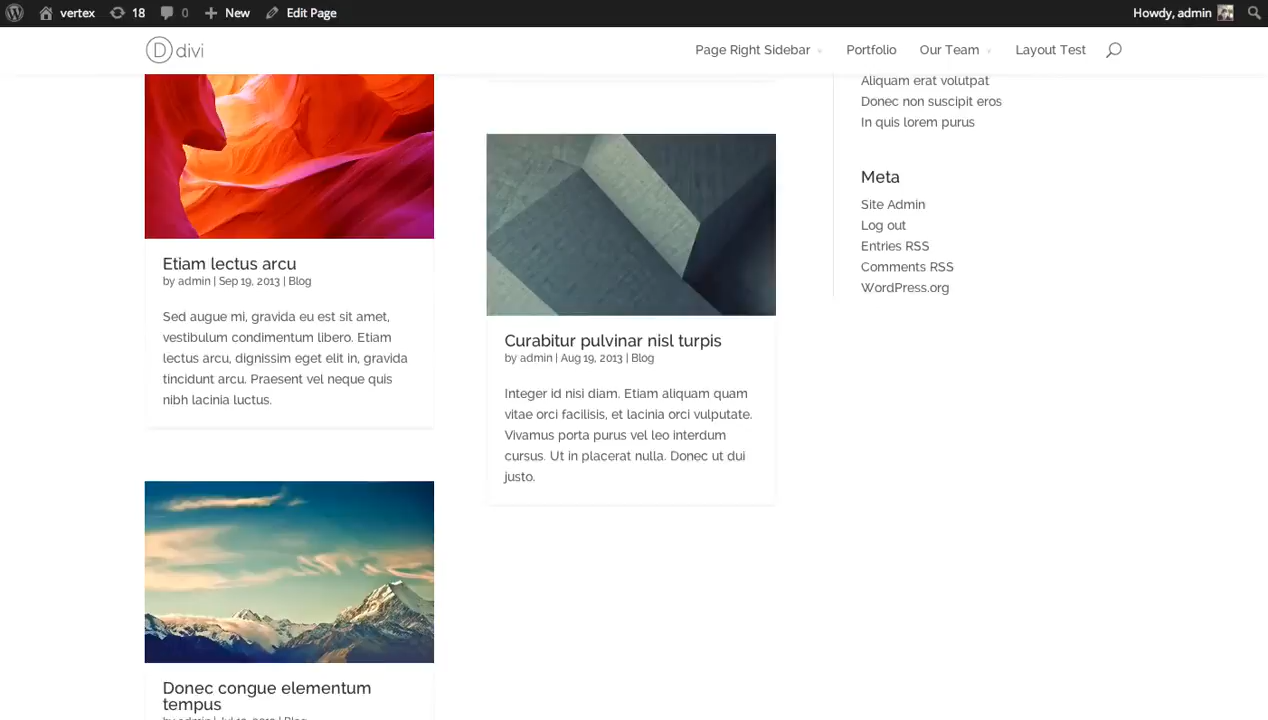 vertex 18 0 New Edit Page Howdy, admin
D divi Page Right Sidebar Portfolio Our Team Layout Test
Etiam lectus arcu
by admin | Sep 19, 2013 | Blog
Sed augue mi, gravida eu est sit amet,
vestibulum condimentum libero. Etiam
lectus arcu, dignissim eget elit in, gravida
tincidunt arcu. Praesent vel neque quis
nibh lacinia luctus.
Donec congue elementum
tempus
Curabitur pulvinar nisl turpis
by admin | Aug 19, 2013 | Blog
Integer id nisi diam. Etiam aliquam quam
vitae orci facilisis, et lacinia orci vulputate.
Vivamus porta purus vel leo interdum
cursus. Ut in placerat nulla. Donec ut dui
justo.
Aliquam erat volutpat
Donec non suscipit eros
In quis lorem purus
Meta
Site Admin
Log out
Entries RSS
Comments RSS
WordPress.org